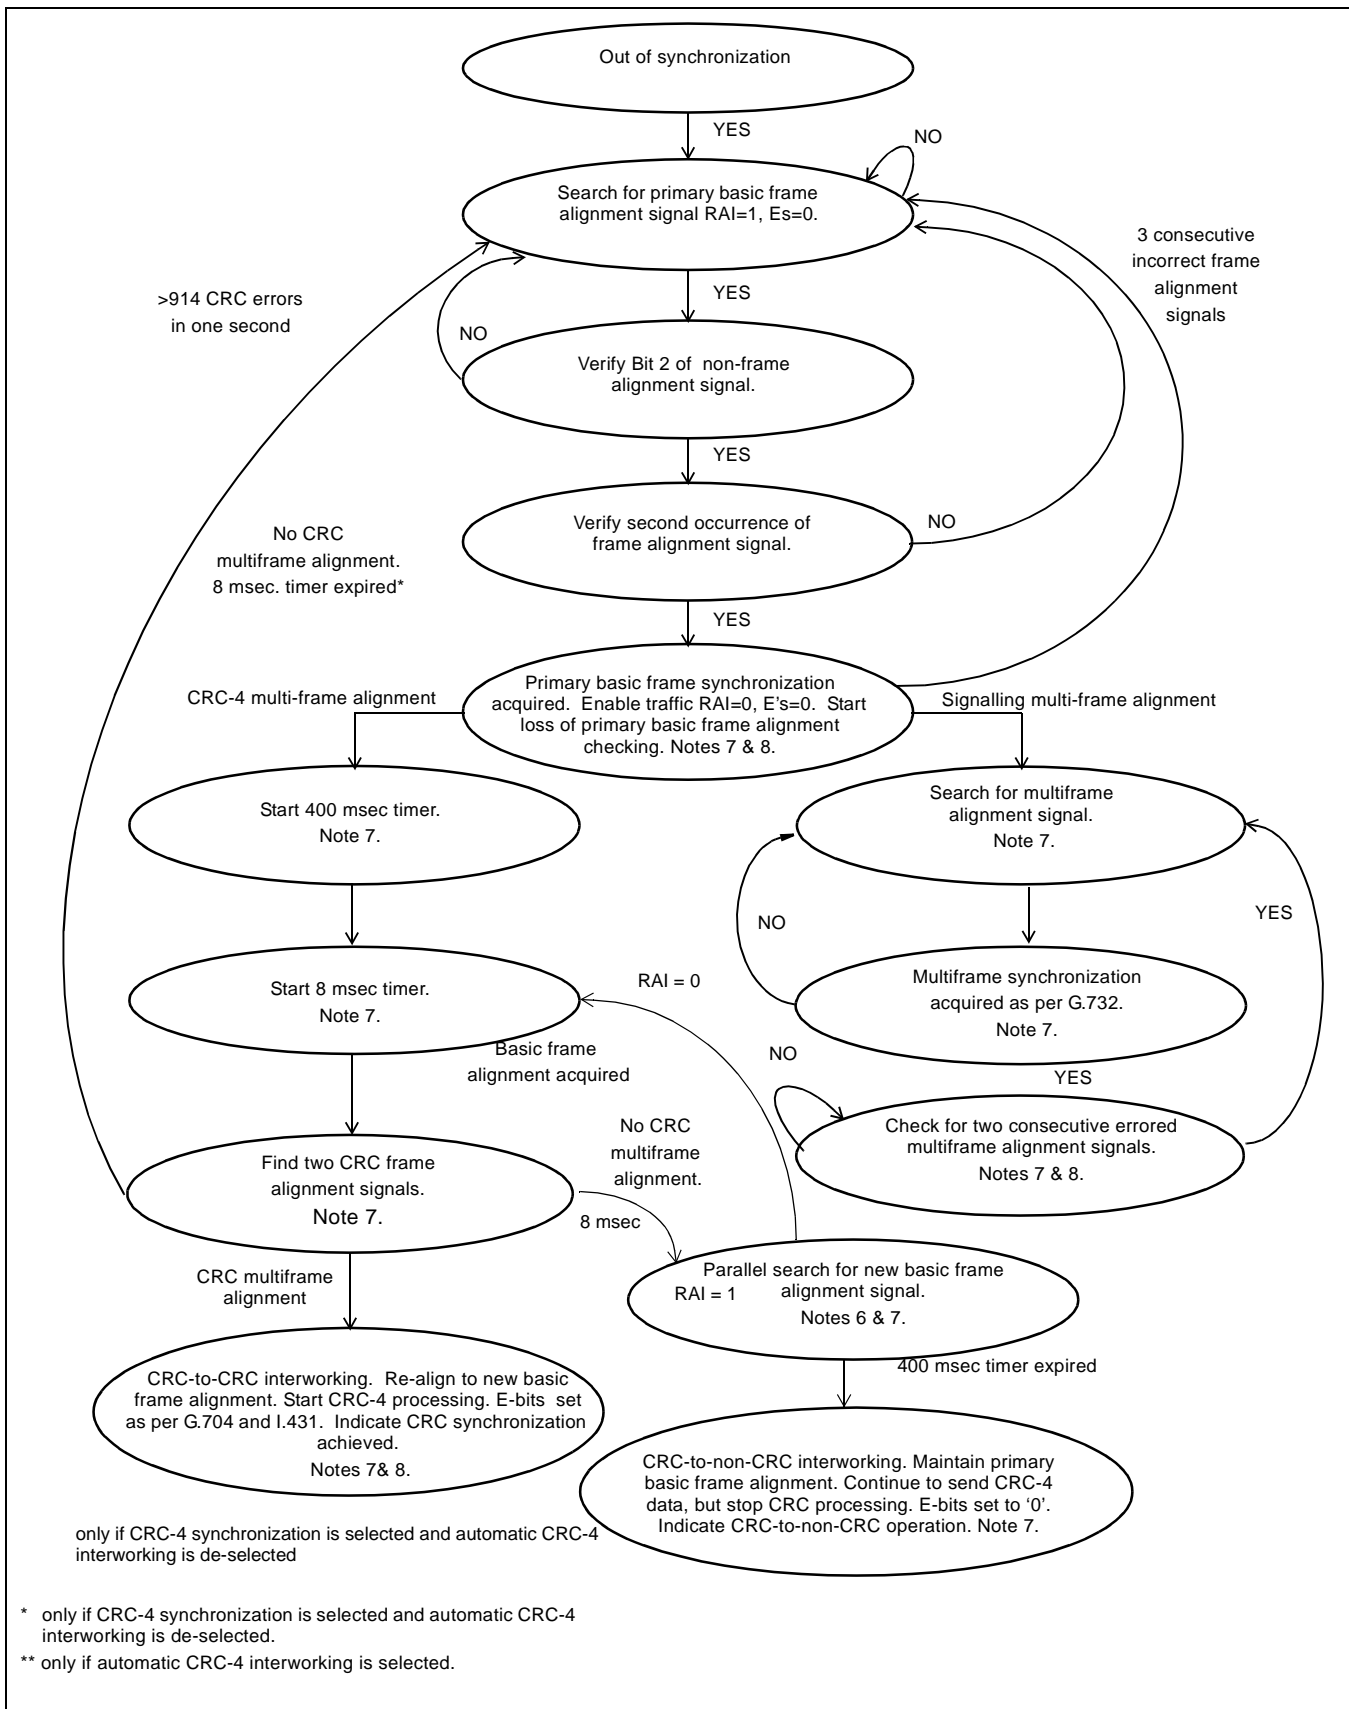 Out of synchronization
YES
NO
Search for primary basic frame
alignment signal RAI=1, Es=0.
3 consecutive
incorrect frame
alignment
signals
>914 CRC errors
in one second
YES
NO
Verify Bit 2 of non-frame
alignment signal.
YES
No CRC
multiframe alignment.
8 msec. timer expired*
Verify second occurrence of
frame alignment signal.
NO
YES
CRC-4 multi-frame alignment
Primary basic frame synchronization
acquired. Enable traffic RAI=0, E's=0. Start
loss of primary basic frame alignment
checking. Notes 7 & 8.
Signalling multi-frame alignment
Start 400 msec timer.
Note 7.
Search for multiframe
alignment signal.
Note 7.
NO
YES
Start 8 msec timer.
Note 7.
RAI = 0
Multiframe synchronization
acquired as per G.732.
Note 7.
Basic frame
alignment acquired
NO
YES
Check for two consecutive errored
multiframe alignment signals.
Notes 7 & 8.
No CRC
multiframe
alignment.
Find two CRC frame
alignment signals.
Note 7.
8 msec
CRC multiframe
alignment
Parallel search for new basic frame
RAI = 1 alignment signal.
Notes 6 & 7.
400 msec timer expired
CRC-to-CRC interworking. Re-align to new basic
frame alignment. Start CRC-4 processing. E-bits set
as per G.704 and I.431. Indicate CRC synchronization
achieved.
Notes 7& 8.
CRC-to-non-CRC interworking. Maintain primary
basic frame alignment. Continue to send CRC-4
data, but stop CRC processing. E-bits set to ‘0’.
Indicate CRC-to-non-CRC operation. Note 7.
only if CRC-4 synchronization is selected and automatic CRC-4
interworking is de-selected
* only if CRC-4 synchronization is selected and automatic CRC-4
interworking is de-selected.
** only if automatic CRC-4 interworking is selected.